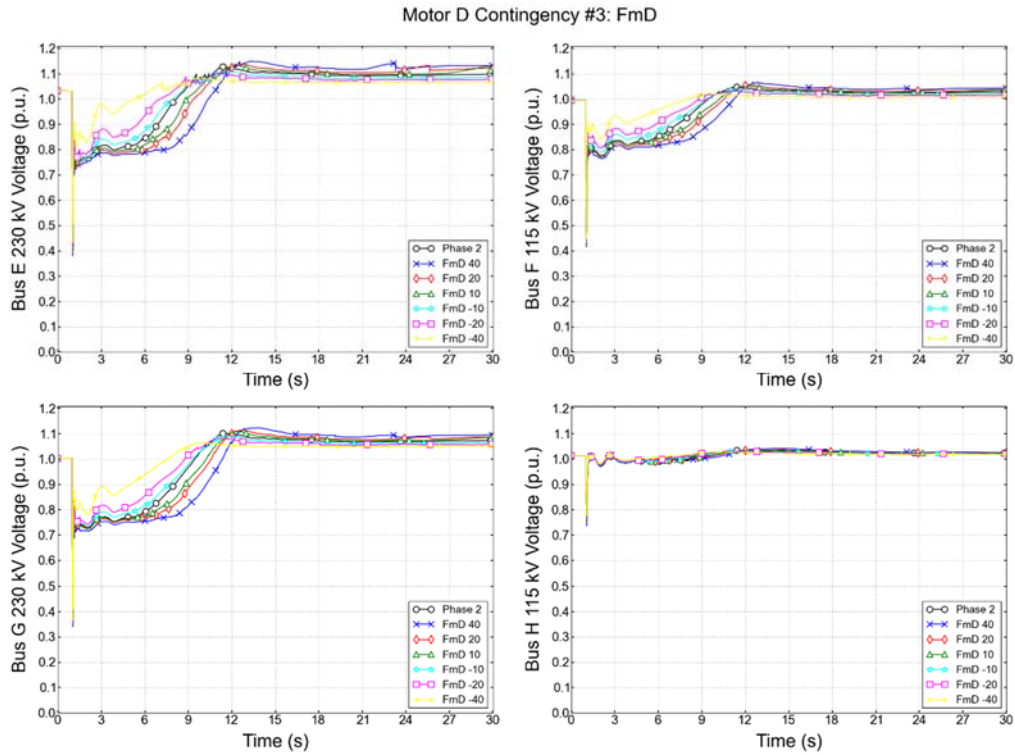 Motor D Contingency #3: FmD
Bus E 230 kV Voltage (p.u.)
1.2
1.1
1.0
0.9
0.8
0.7
0.6
0.5
0.4
0.3
0.2
0.1
0.0
0 3 6 9 12 15 18 21 24 27 30
Time (s)
Phase 2
FmD 40
FmD 20
FmD 10
FmD -10
FmD -20
FmD -40
Bus F 115 kV Voltage (p.u.)
1.2
1.1
1.0
0.9
0.8
0.7
0.6
0.5
0.4
0.3
0.2
0.1
0.0
0 3 6 9 12 15 18 21 24 27 30
Time (s)
Phase 2
FmD 40
FmD 20
FmD 10
FmD -10
FmD -20
FmD -40
Bus G 230 kV Voltage (p.u.)
1.2
1.1
1.0
0.9
0.8
0.7
0.6
0.5
0.4
0.3
0.2
0.1
0.0
0 3 6 9 12 15 18 21 24 27 30
Time (s)
Phase 2
FmD 40
FmD 20
FmD 10
FmD -10
FmD -20
FmD -40
Bus H 115 kV Voltage (p.u.)
1.2
1.1
1.0
0.9
0.8
0.7
0.6
0.5
0.4
0.3
0.2
0.1
0.0
0 3 6 9 12 15 18 21 24 27 30
Time (s)
Phase 2
FmD 40
FmD 20
FmD 10
FmD -10
FmD -20
FmD -40